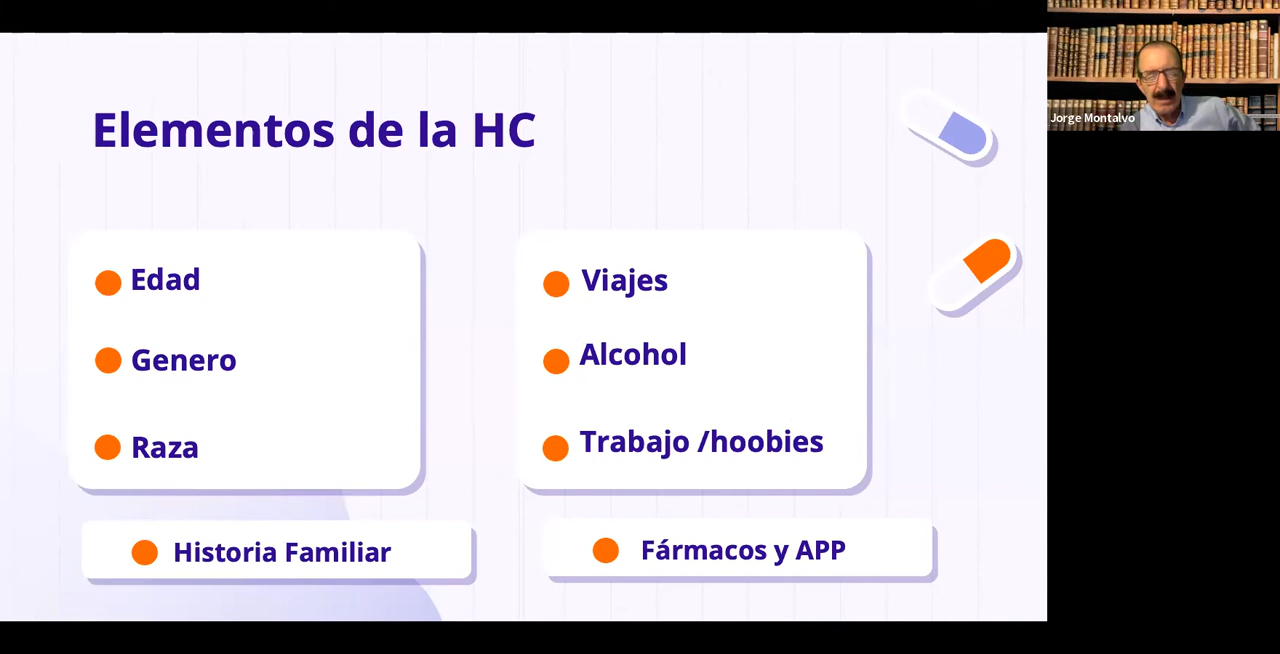 Elementos de la HC
Edad
Genero
Raza
Viajes
Alcohol
Trabajo /hoobies
Historia Familiar
Fármacos y APP
Jorge Montalvo